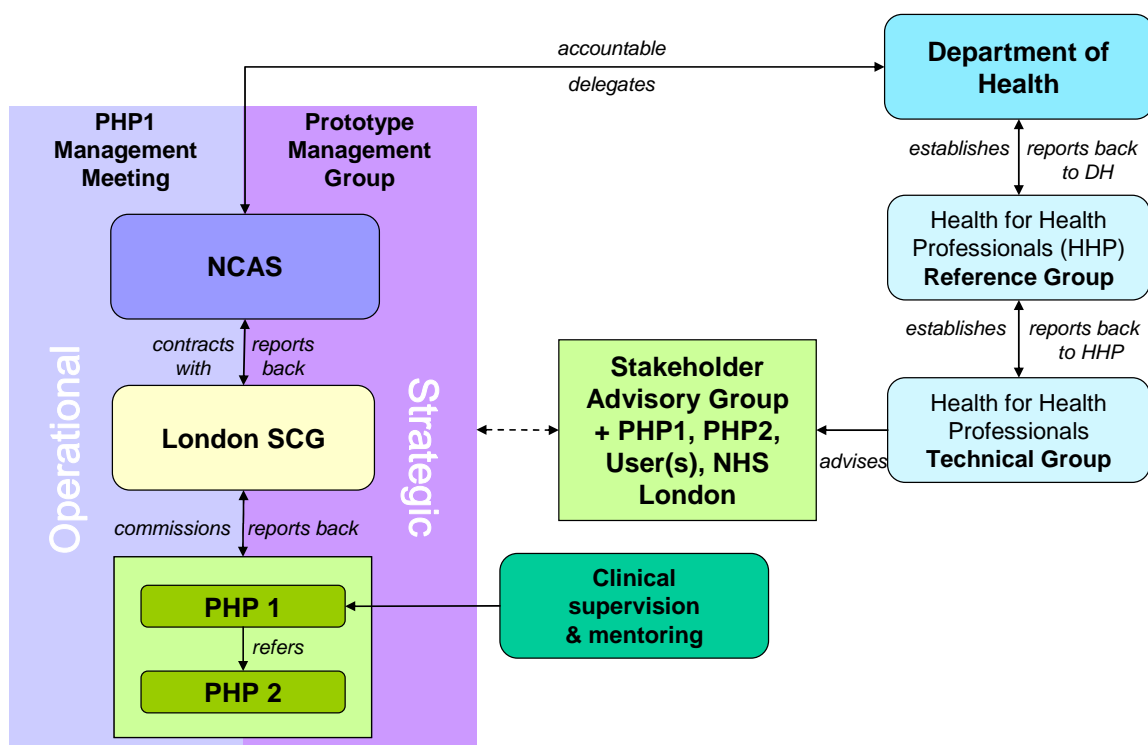 accountable
delegates
Department of
Health
PHP1
Management
Meeting
Prototype
Management
Group
establishes
reports back
to DH
NCAS
Health for Health
Professionals (HHP)
Reference Group
contracts
with
reports
back
establishes
reports back
to HHP
Operational
Strategic
London SCG
Stakeholder
Advisory Group
+ PHP1, PHP2,
User(s), NHS
London
advises
Health for Health
Professionals
Technical Group
commissions
reports back
PHP 1
refers
PHP 2
Clinical
supervision
& mentoring